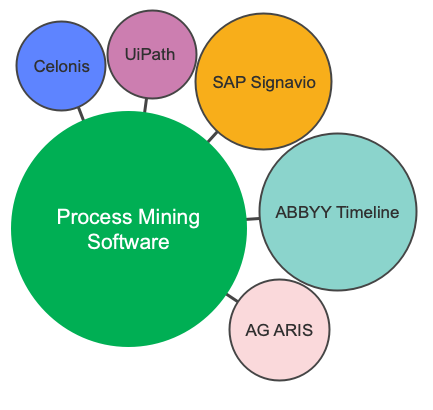 Celonis
UiPath
SAP Signavio
Process Mining
Software
ABBYY Timeline
AG ARIS